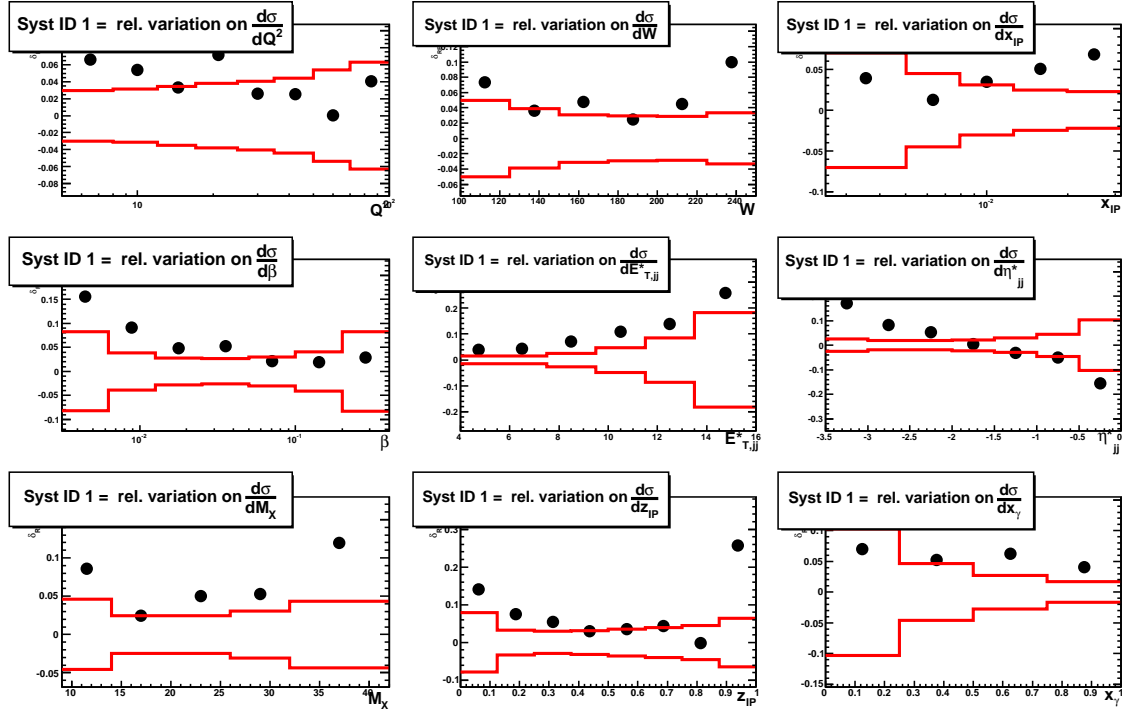 Syst ID 1 = rel. variation on dσ/dQ²
0.06
0.04
0.02
0
-0.02
-0.04
-0.06
-0.08
10
Q²
Syst ID 1 = rel. variation on dσ/dW
0.12
0.1
0.08
0.06
0.04
0.02
0
-0.02
-0.04
-0.06
100 120 140 160 180 200 220 240
W
Syst ID 1 = rel. variation on dσ/dx_IP
0.05
0
-0.05
-0.1
10⁻²
x_IP
Syst ID 1 = rel. variation on dσ/dβ
0.15
0.1
0.05
0
-0.05
-0.1
10⁻² 10⁻¹
β
Syst ID 1 = rel. variation on dσ/dE*_T,jj
0.2
0.1
0
-0.1
-0.2
4 6 8 10 12 14 16
E*_T,jj
Syst ID 1 = rel. variation on dσ/dη*_jj
0.2
0.1
0
-0.1
-0.2
-0.3
-3.5 -3 -2.5 -2 -1.5 -1 -0.5 0
η*_jj
Syst ID 1 = rel. variation on dσ/dM_X
0.1
0.05
0
-0.05
10 15 20 25 30 35 40
M_X
Syst ID 1 = rel. variation on dσ/dz_IP
0.3
0.2
0.1
0
-0.1
0 0.1 0.2 0.3 0.4 0.5 0.6 0.7 0.8 0.9 1
z_IP
Syst ID 1 = rel. variation on dσ/dx_γ
0.1
0.05
0
-0.05
-0.1
-0.15
0 0.1 0.2 0.3 0.4 0.5 0.6 0.7 0.8 0.9 1
x_γ